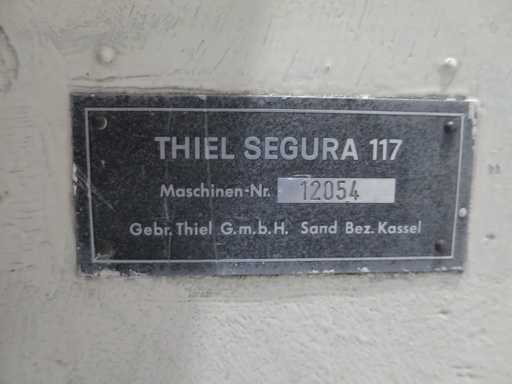 THIEL SEGURA 117
Maschinen-Nr. 12054
Gebr. Thiel G.m.b.H. Sand Bez. Kassel